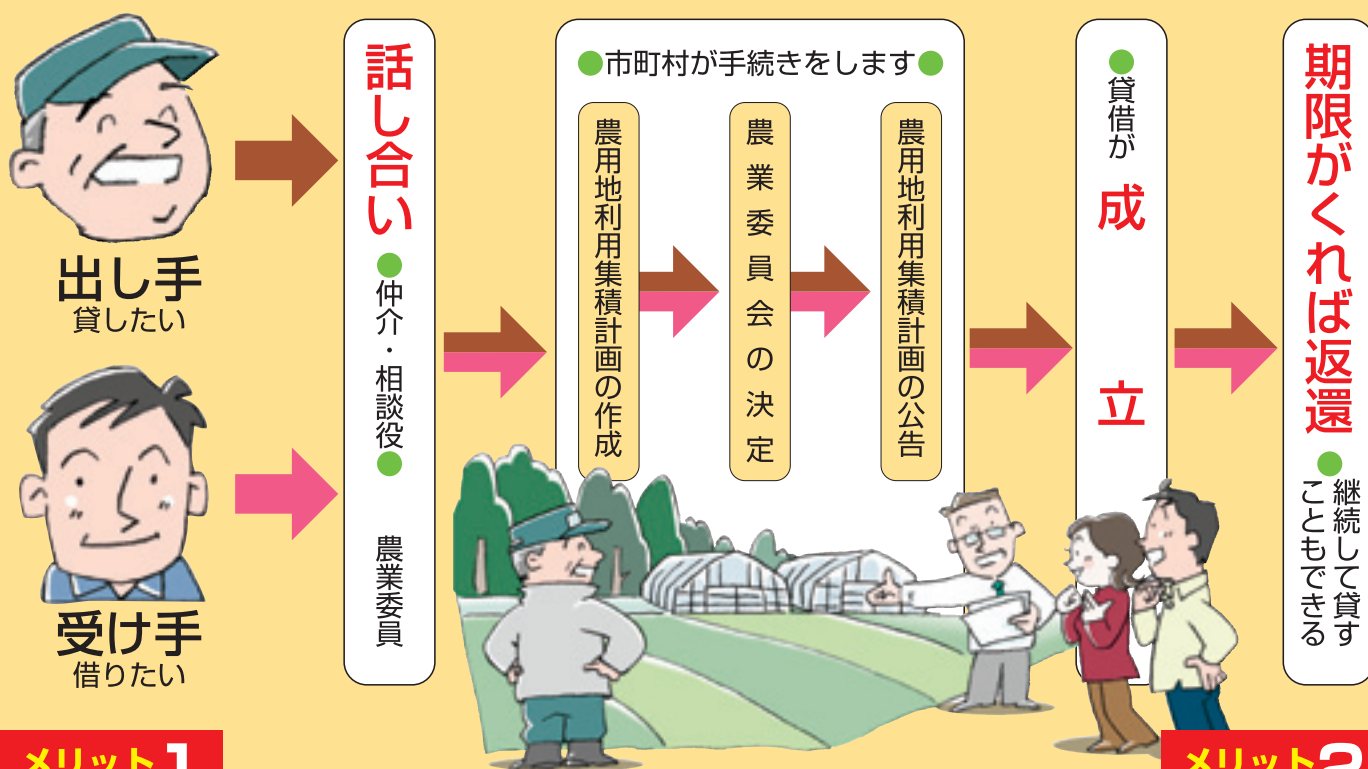 出し手
貸したい
受け手
借りたい
話し合い
●仲介・相談役●
農業委員
●市町村が手続きをします●
農用地利用集積計画の作成
農業委員会の決定
農用地利用集積計画の公告
●貸借が
成立
期限がくれば返還
●継続して貸す
こともできる
メリット1
メリット2